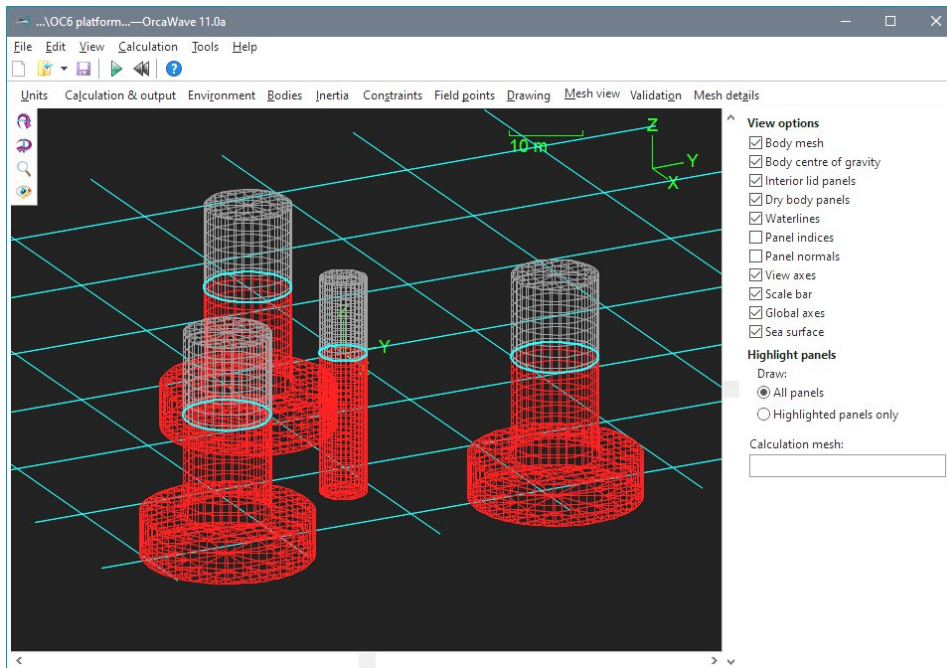 ...\OC6 platform...—OrcaWave 11.0a
File Edit View Calculation Tools Help
Units Calculation & output Environment Bodies Inertia Constraints Field points Drawing Mesh view Validation Mesh details
10 m
Z
Y
X
Y
View options
Body mesh
Body centre of gravity
Interior lid panels
Dry body panels
Waterlines
Panel indices
Panel normals
View axes
Scale bar
Global axes
Sea surface
Highlight panels
Draw:
All panels
Highlighted panels only
Calculation mesh: